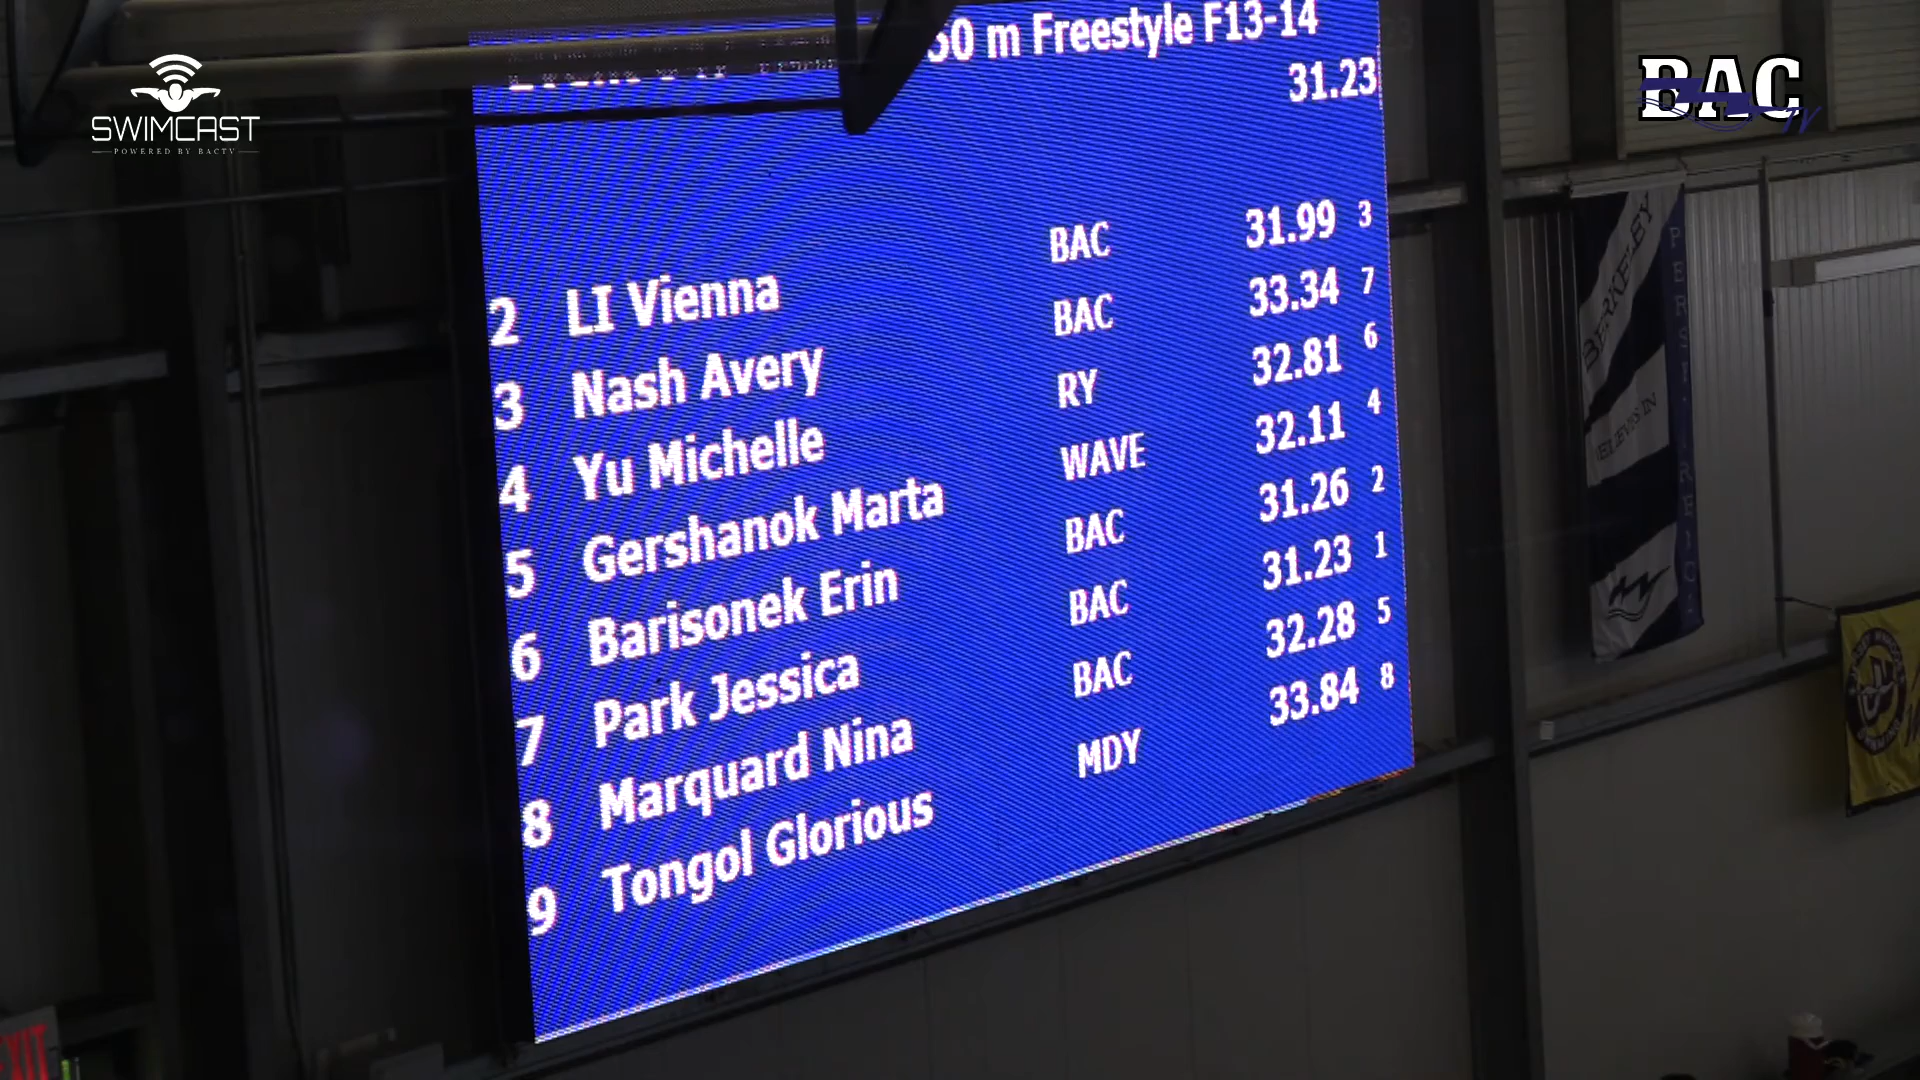 50 m Freestyle F13-14
31.23
2 LI Vienna BAC 31.99 3
3 Nash Avery BAC 33.34 7
4 Yu Michelle RY 32.81 6
5 Gershanok Marta WAVE 32.11 4
6 Barisonek Erin BAC 31.26 2
7 Park Jessica BAC 31.23 1
8 Marquard Nina BAC 32.28 5
9 Tongol Glorious MDY 33.84 8
SWIMCAST
POWERED BY BACTV
BAC
TV
BERKELEY
EXIT